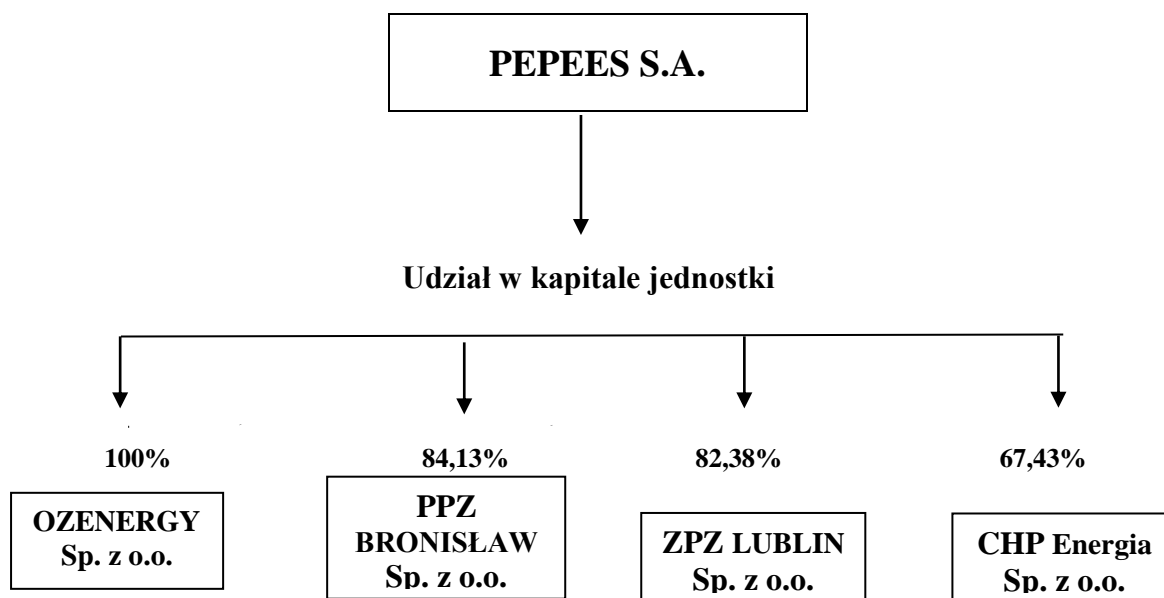 PEPEES S.A.
Udział w kapitale jednostki
100%
84,13%
82,38%
67,43%
OZENERGY
Sp. z o.o.
PPZ
BRONISŁAW
Sp. z o.o.
ZPZ LUBLIN
Sp. z o.o.
CHP Energia
Sp. z o.o.